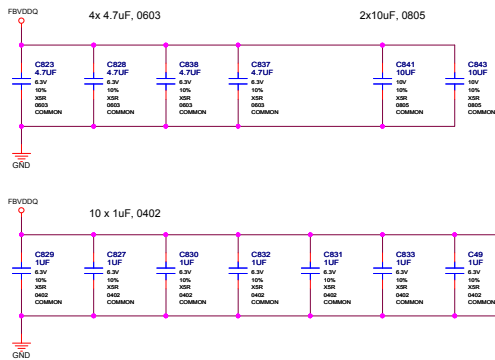 FBVDDQ
4x 4.7uF, 0603
2x10uF, 0805
C823
4.7UF
6.3V
10%
X5R
0603
COMMON
C828
4.7UF
6.3V
10%
X5R
0603
COMMON
C838
4.7UF
6.3V
10%
X5R
0603
COMMON
C837
4.7UF
6.3V
10%
X5R
0603
COMMON
C841
10UF
10V
10%
X5R
0805
COMMON
C843
10UF
10V
10%
X5R
0805
COMMON
GND
FBVDDQ
10 x 1uF, 0402
C829
1UF
6.3V
10%
X5R
0402
COMMON
C827
1UF
6.3V
10%
X5R
0402
COMMON
C830
1UF
6.3V
10%
X5R
0402
COMMON
C832
1UF
6.3V
10%
X5R
0402
COMMON
C831
1UF
6.3V
10%
X5R
0402
COMMON
C833
1UF
6.3V
10%
X5R
0402
COMMON
C49
1UF
6.3V
10%
X5R
0402
COMMON
GND